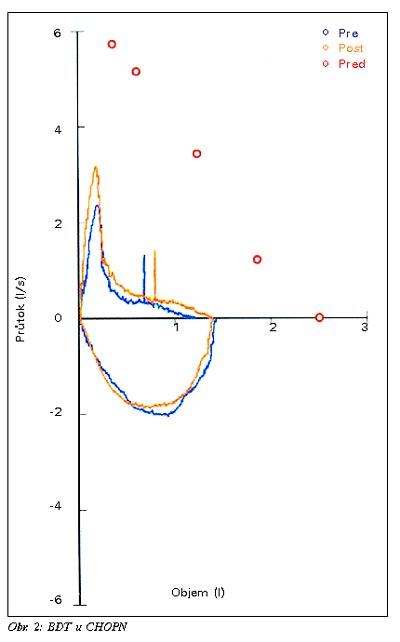 6
Pre
Post
Pred
4
2
Průtok (l/s)
0
1
2
3
-2
-4
-6
Objem (l)
Obr. 2: BDT u CHOPN